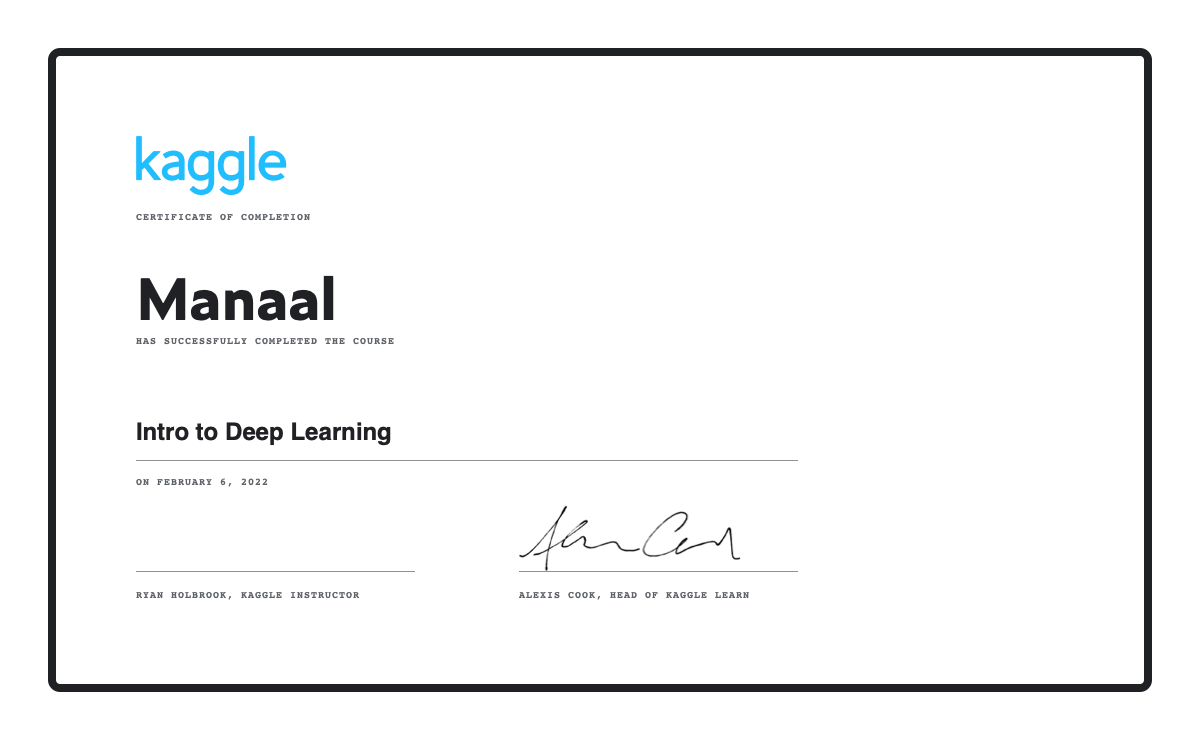 kaggle
CERTIFICATE OF COMPLETION
Manaal
HAS SUCCESSFULLY COMPLETED THE COURSE
Intro to Deep Learning
ON FEBRUARY 6, 2022
RYAN HOLBROOK, KAGGLE INSTRUCTOR
ALEXIS COOK, HEAD OF KAGGLE LEARN